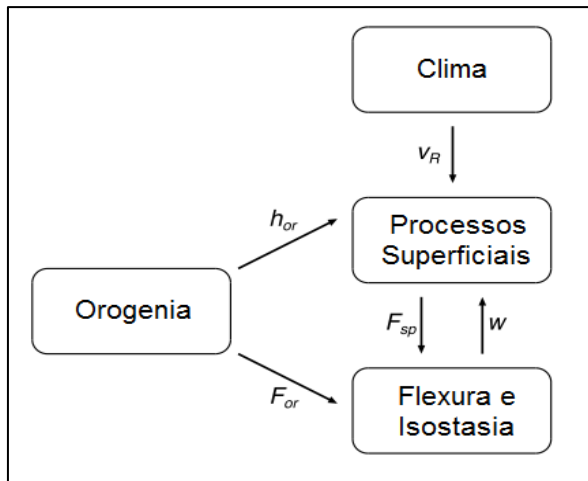 Clima
v_R
h_or
Processos
Superficiais
Orogenia
F_sp
w
F_or
Flexura e
Isostasia